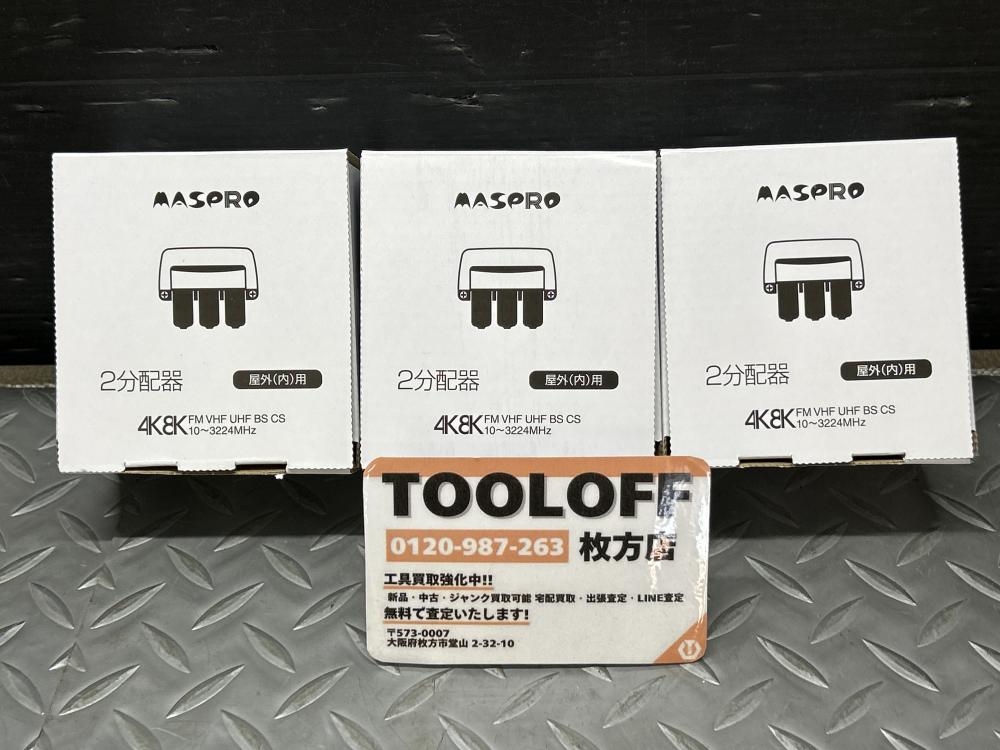 MASPRO
2分配器
屋外(内)用
4K8K FM VHF UHF BS CS
10〜3224MHz
MASPRO
2分配器
屋外(内)用
4K8K FM VHF UHF BS CS
10〜3224MHz
MASPRO
2分配器
屋外(内)用
4K8K FM VHF UHF BS CS
10〜3224MHz
TOOLOFF
0120-987-263 枚方店
工具買取強化中!!
新品・中古・ジャンク買取可能 宅配買取・出張査定・LINE査定
無料で査定いたします!
〒573-0007
大阪府枚方市堂山 2-32-10